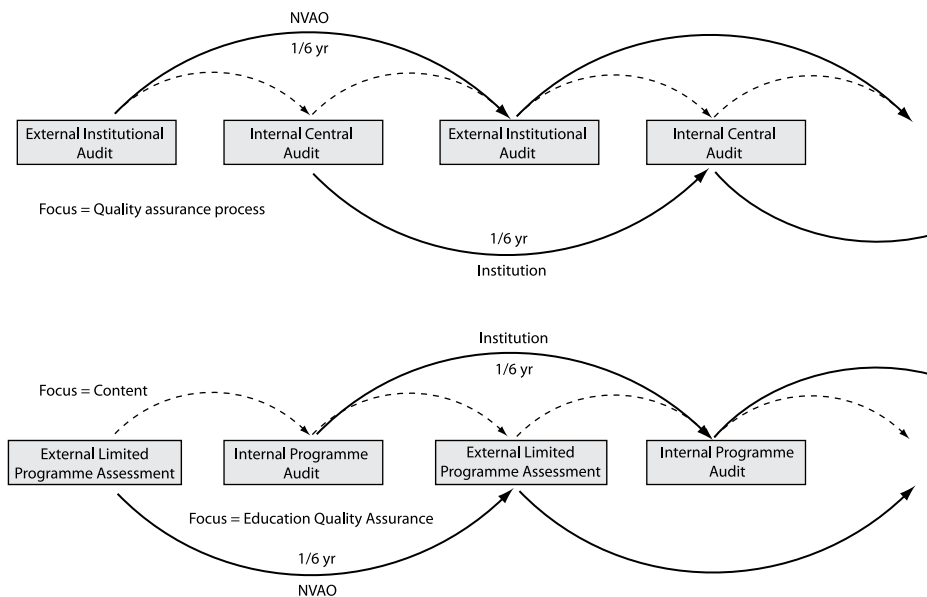 NVAO
1/6 yr
External Institutional
Audit
Internal Central
Audit
External Institutional
Audit
Internal Central
Audit
Focus = Quality assurance process
1/6 yr
Institution
Institution
1/6 yr
Focus = Content
External Limited
Programme Assessment
Internal Programme
Audit
External Limited
Programme Assessment
Internal Programme
Audit
Focus = Education Quality Assurance
1/6 yr
NVAO